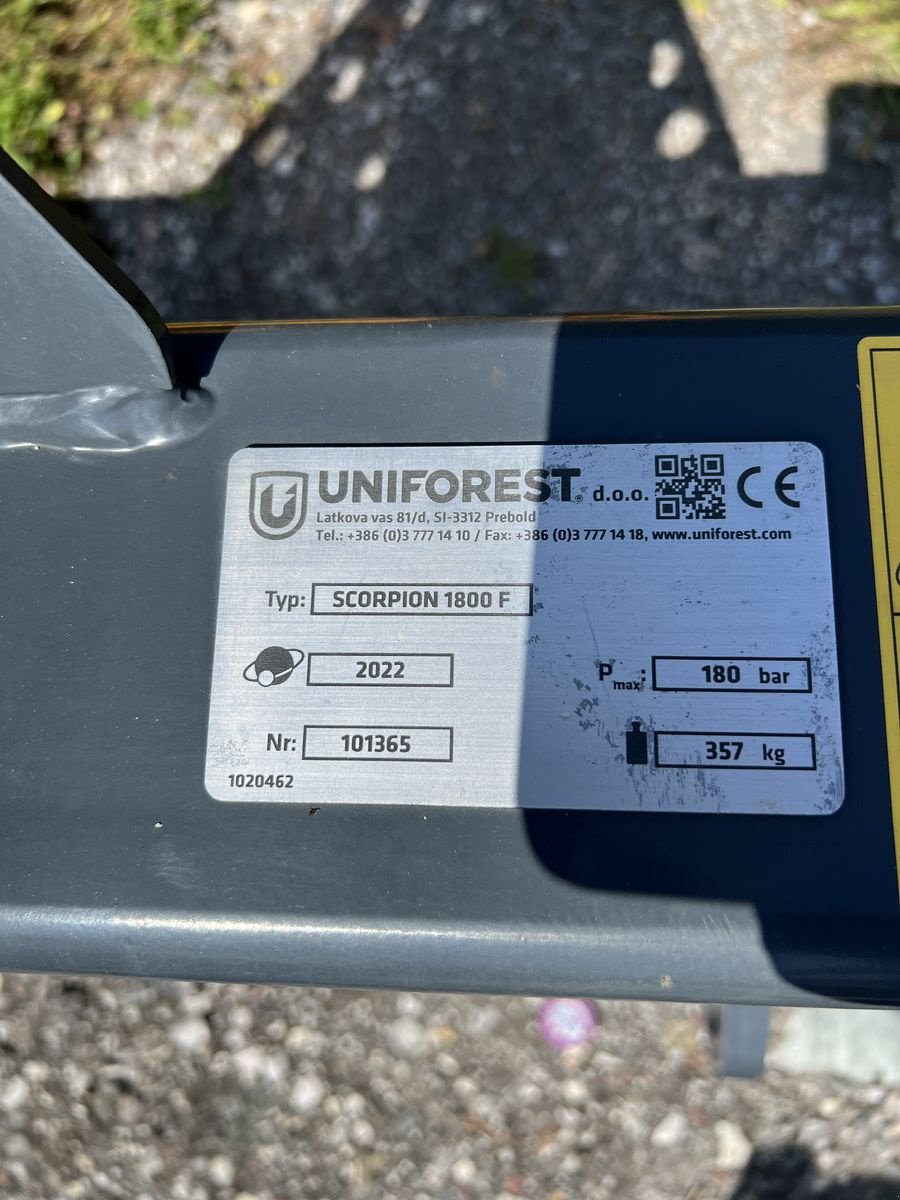 UNIFOREST® d.o.o. CE
Latkova vas 81/d, SI-3312 Prebold
Tel.: +386 (0)3 777 14 10 / Fax: +386 (0)3 777 14 18, www.uniforest.com
Typ: SCORPION 1800 F
2022
Pmax: 180 bar
Nr: 101365
357 kg
1020462